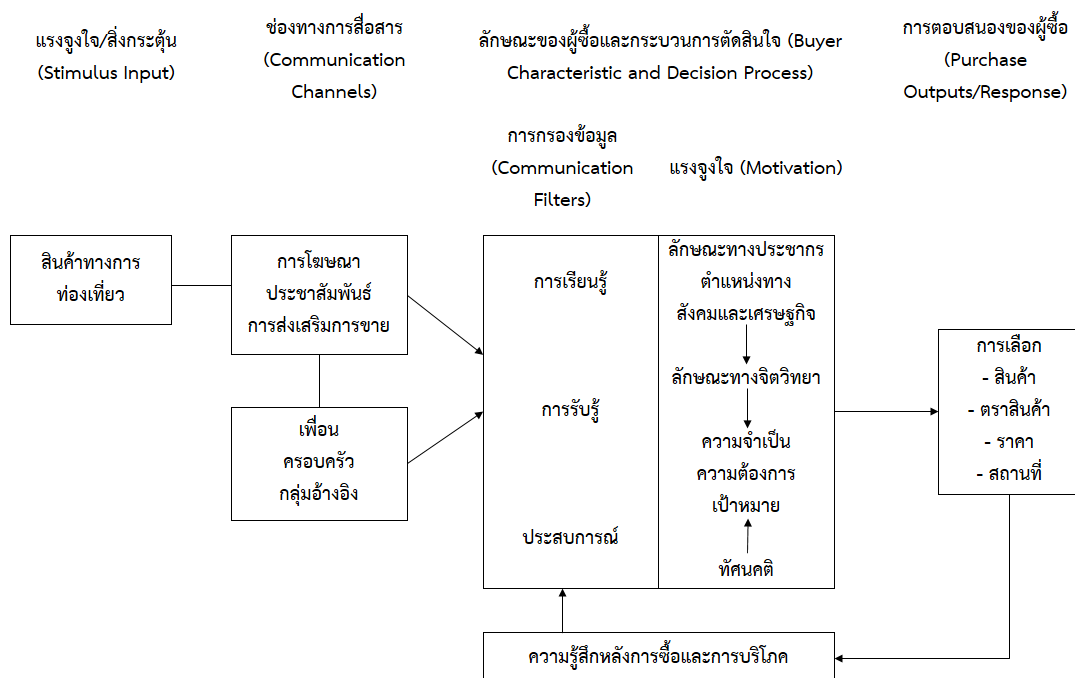 แรงจูงใจ/สิ่งกระตุ้น
(Stimulus Input)
ช่องทางการสื่อสาร
(Communication
Channels)
ลักษณะของผู้ซื้อและกระบวนการตัดสินใจ (Buyer
Characteristic and Decision Process)
การตอบสนองของผู้ซื้อ
(Purchase
Outputs/Response)
การกรองข้อมูล
(Communication
Filters)
แรงจูงใจ (Motivation)
สินค้าทางการ
ท่องเที่ยว
การโฆษณา
ประชาสัมพันธ์
การส่งเสริมการขาย
เพื่อน
ครอบครัว
กลุ่มอ้างอิง
การเรียนรู้
การรับรู้
ประสบการณ์
ลักษณะทางประชากร
ตำแหน่งทาง
สังคมและเศรษฐกิจ
ลักษณะทางจิตวิทยา
ความจำเป็น
ความต้องการ
เป้าหมาย
ทัศนคติ
การเลือก
- สินค้า
- ตราสินค้า
- ราคา
- สถานที่
ความรู้สึกหลังการซื้อและการบริโภค